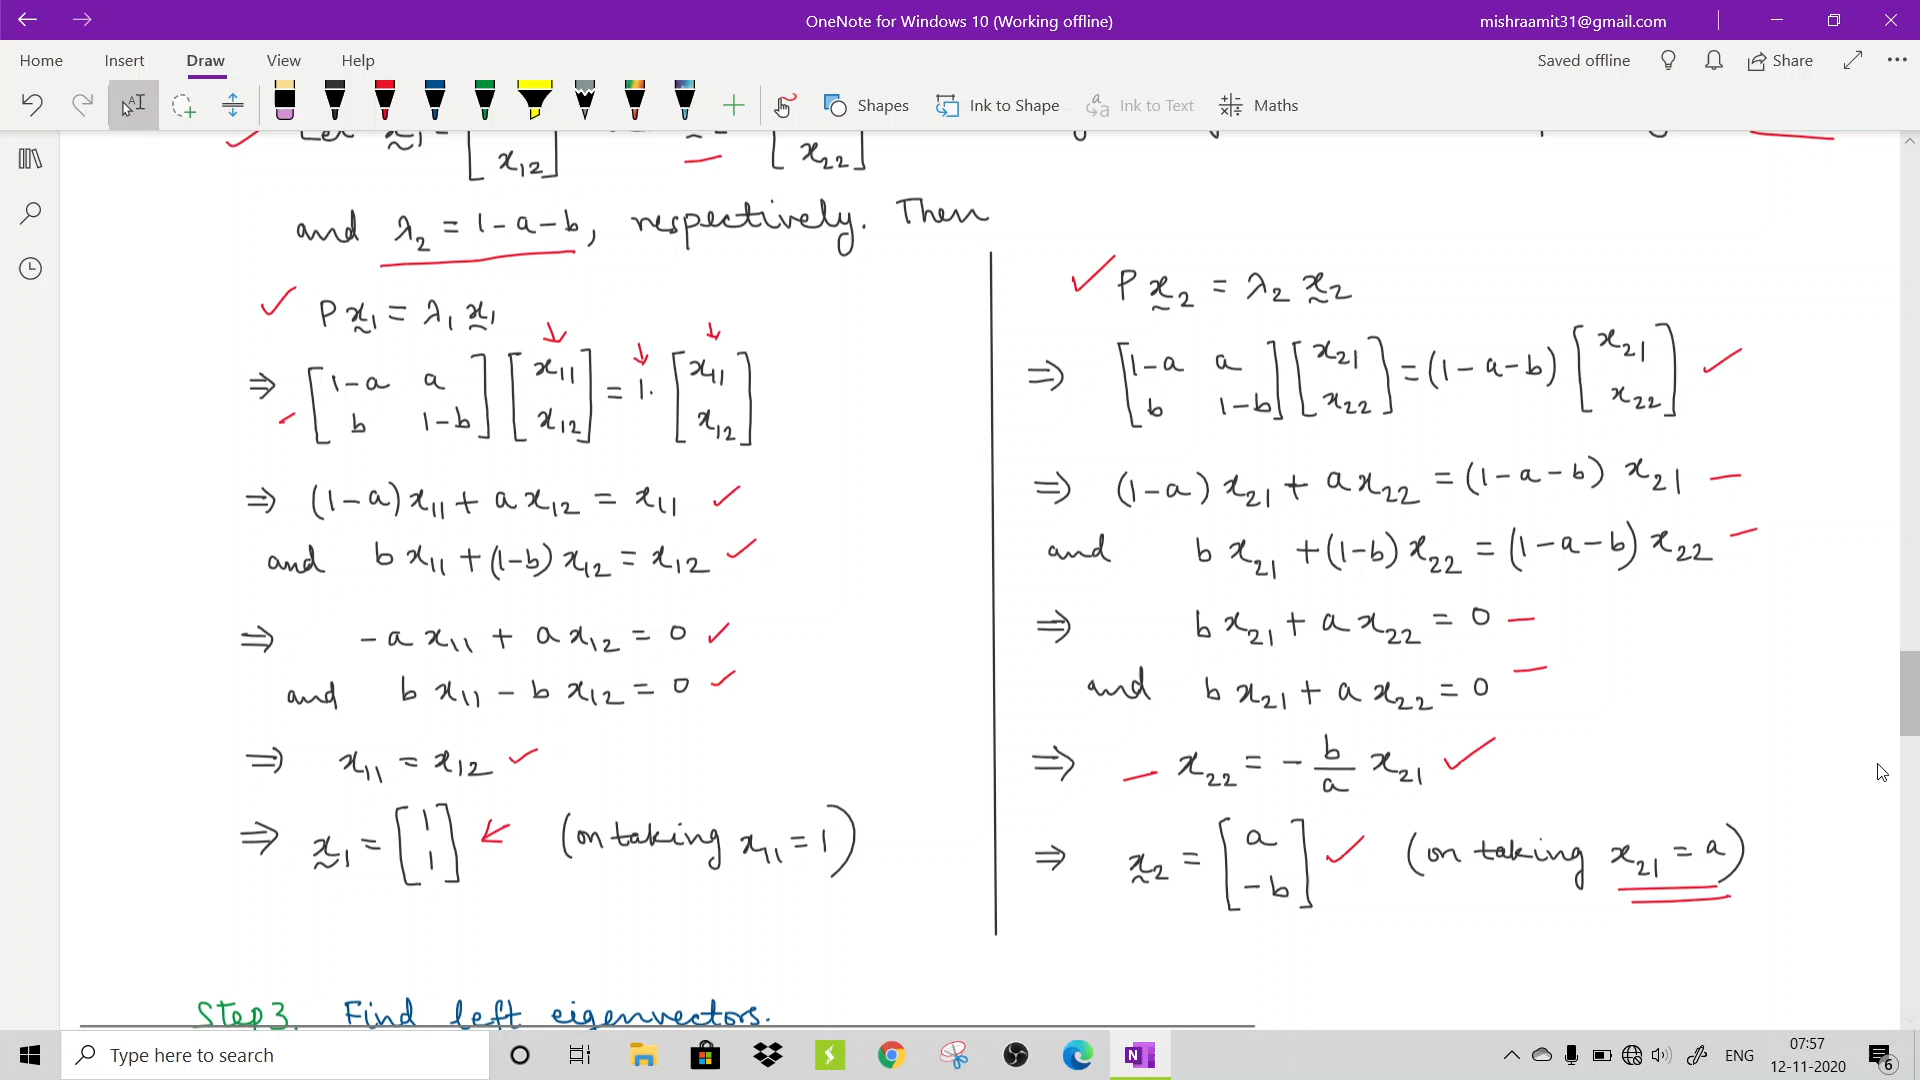 OneNote for Windows 10 (Working offline)
mishraamit31@gmail.com
Home Insert Draw View Help
Saved offline
Share
Shapes
Ink to Shape
Ink to Text
Maths
x₁₂] x₂₂]
and λ₂ = 1-a-b, respectively. Then
P x₁ = λ₁ x₁
⇒ [1-a a; b 1-b] [x₁₁; x₁₂] = 1· [x₁₁; x₁₂]
⇒ (1-a) x₁₁ + a x₁₂ = x₁₁
and b x₁₁ + (1-b) x₁₂ = x₁₂
⇒ -a x₁₁ + a x₁₂ = 0
and b x₁₁ - b x₁₂ = 0
⇒ x₁₁ = x₁₂
⇒ x₁ = [1; 1] (on taking x₁₁ = 1)
P x₂ = λ₂ x₂
⇒ [1-a a; b 1-b] [x₂₁; x₂₂] = (1-a-b) [x₂₁; x₂₂]
⇒ (1-a) x₂₁ + a x₂₂ = (1-a-b) x₂₁
and b x₂₁ + (1-b) x₂₂ = (1-a-b) x₂₂
⇒ b x₂₁ + a x₂₂ = 0
and b x₂₁ + a x₂₂ = 0
⇒ x₂₂ = - b/a x₂₁
⇒ x₂ = [a; -b] (on taking x₂₁ = a)
Step 3. Find left eigenvectors.
Type here to search
ENG
07:57
12-11-2020
6